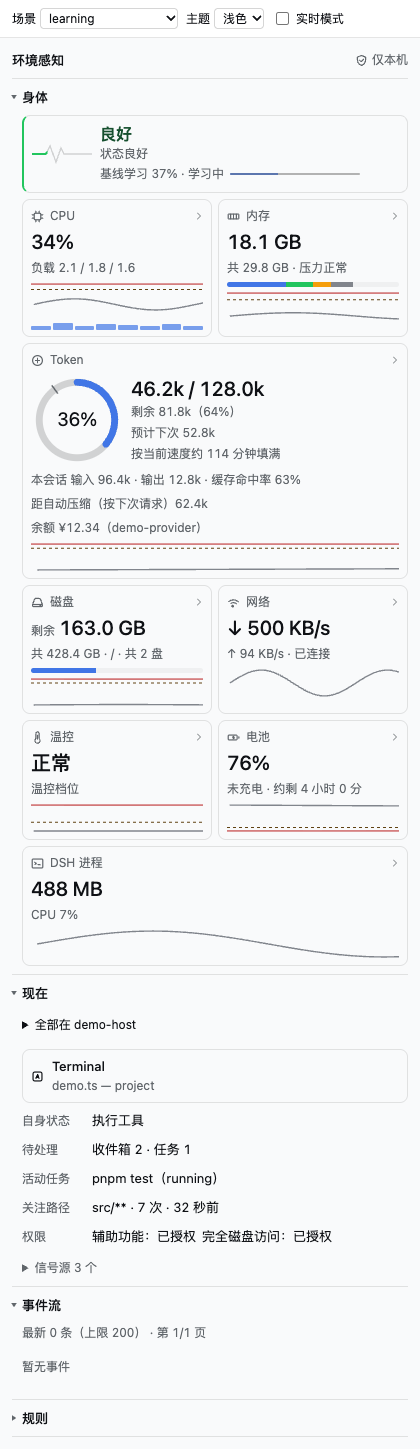 场景 learning 主题 浅色 实时模式
环境感知 仅本机
身体
良好
状态良好
基线学习 37% · 学习中
CPU
34%
负载 2.1 / 1.8 / 1.6
内存
18.1 GB
共 29.8 GB · 压力正常
Token
36%
46.2k / 128.0k
剩余 81.8k（64%）
预计下次 52.8k
按当前速度约 114 分钟填满
本会话 输入 96.4k · 输出 12.8k · 缓存命中率 63%
距自动压缩（按下次请求）62.4k
余额 ¥12.34（demo-provider）
磁盘
剩余 163.0 GB
共 428.4 GB · / · 共 2 盘
网络
↓ 500 KB/s
↑ 94 KB/s · 已连接
温控
正常
温控档位
电池
76%
未充电 · 约剩 4 小时 0 分
DSH 进程
488 MB
CPU 7%
现在
全部在 demo-host
Terminal
demo.ts — project
自身状态 执行工具
待处理 收件箱 2 · 任务 1
活动任务 pnpm test（running）
关注路径 src/** · 7 次 · 32 秒前
权限 辅助功能：已授权 完全磁盘访问：已授权
信号源 3 个
事件流
最新 0 条（上限 200） · 第 1/1 页
暂无事件
规则